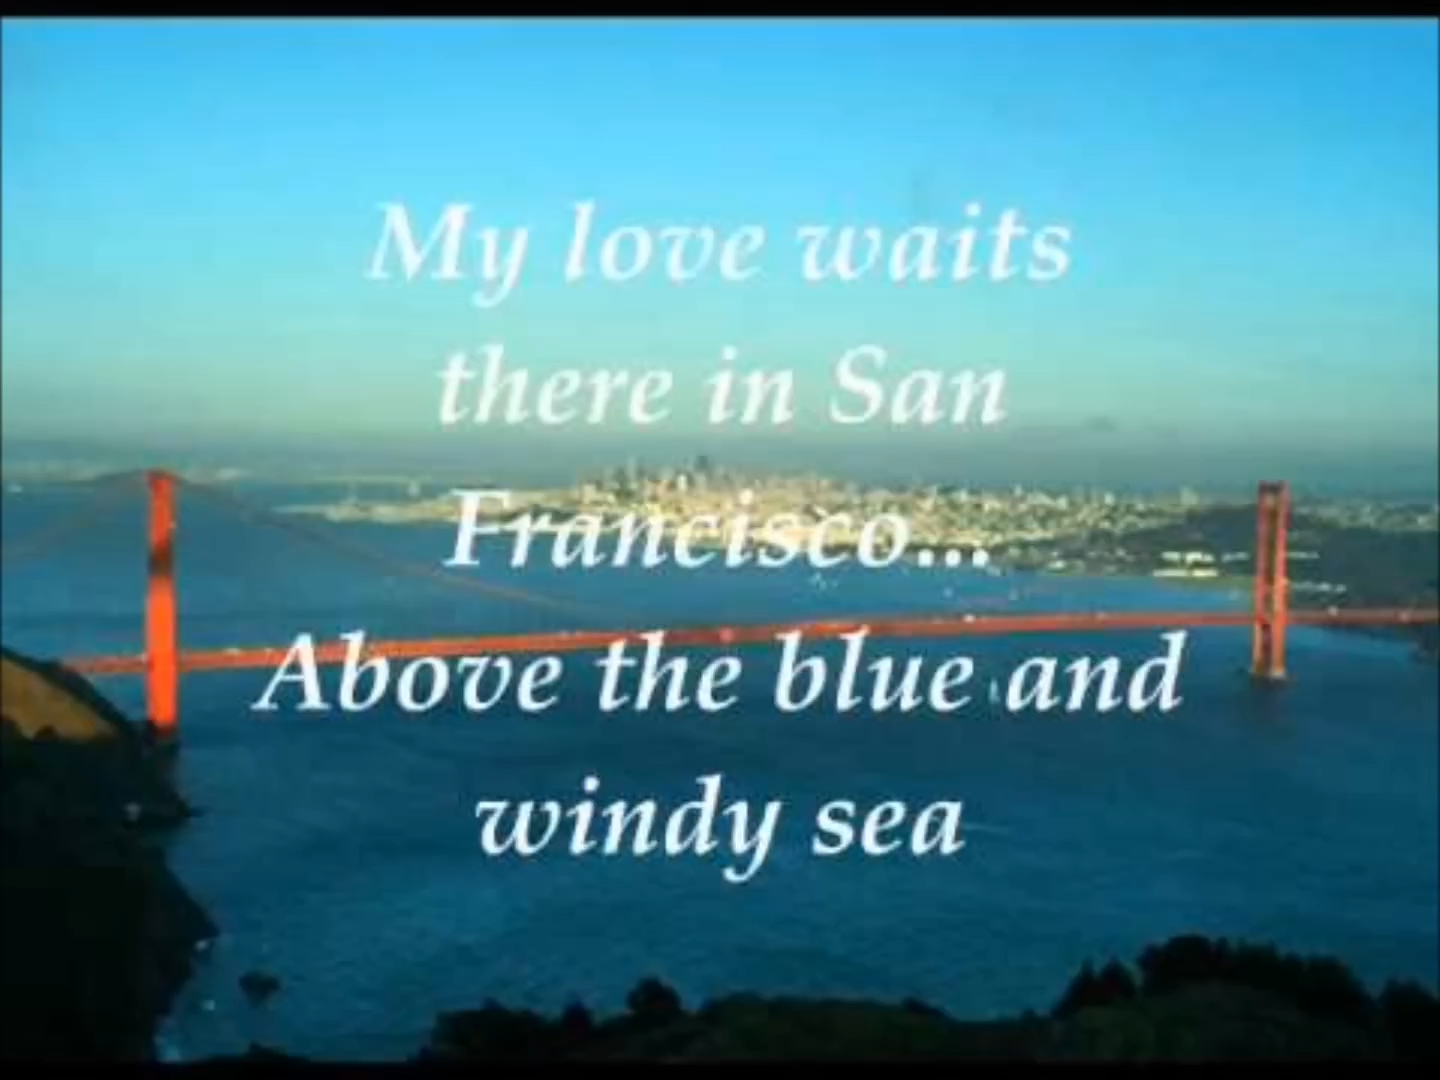 My love waits
there in San
Francisco...
Above the blue and
windy sea